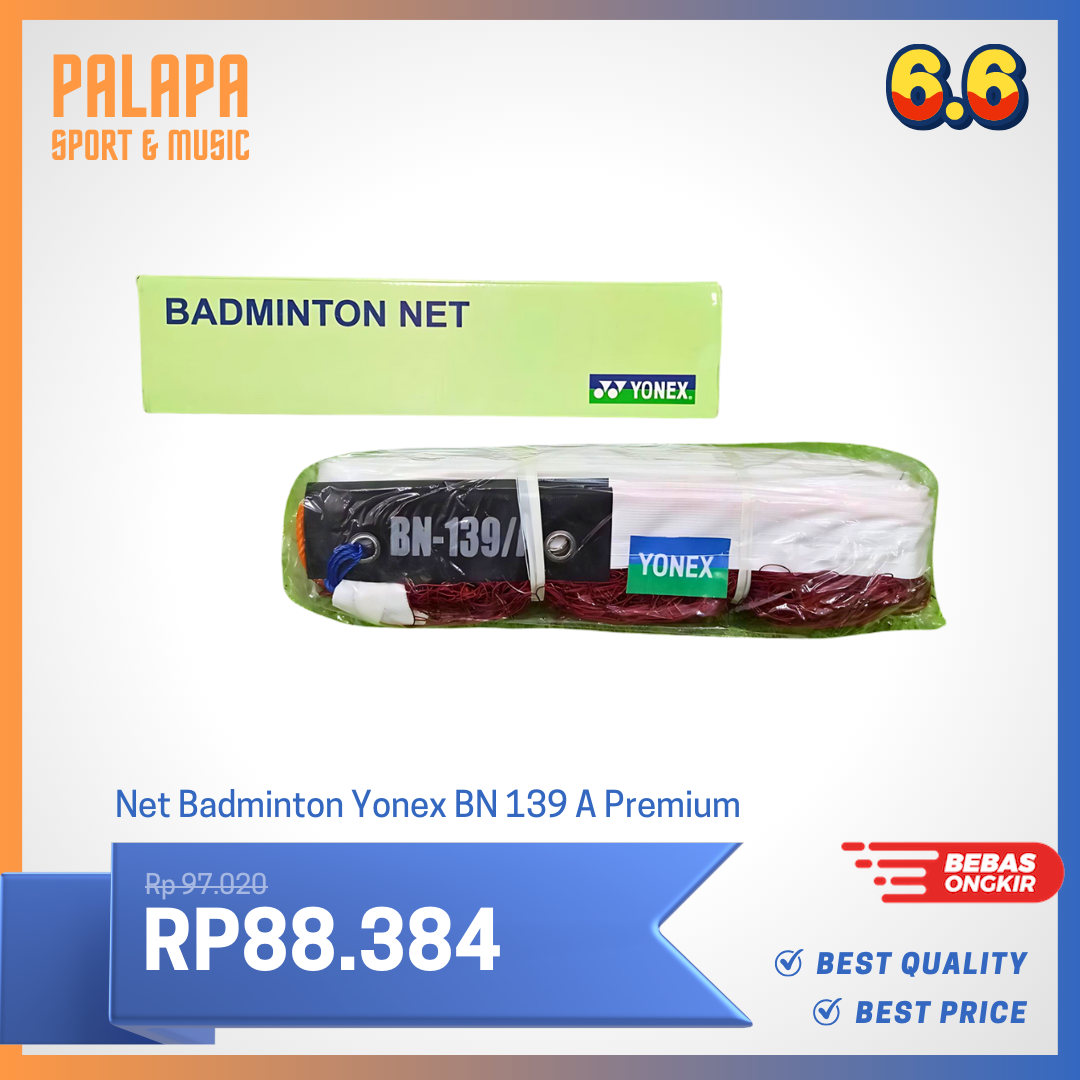 PALAPA
SPORT & MUSIC
6.6
BADMINTON NET
YONEX
BN-139/
YONEX
Net Badminton Yonex BN 139 A Premium
Rp 97.020
RP88.384
BEBAS
ONGKIR
BEST QUALITY
BEST PRICE